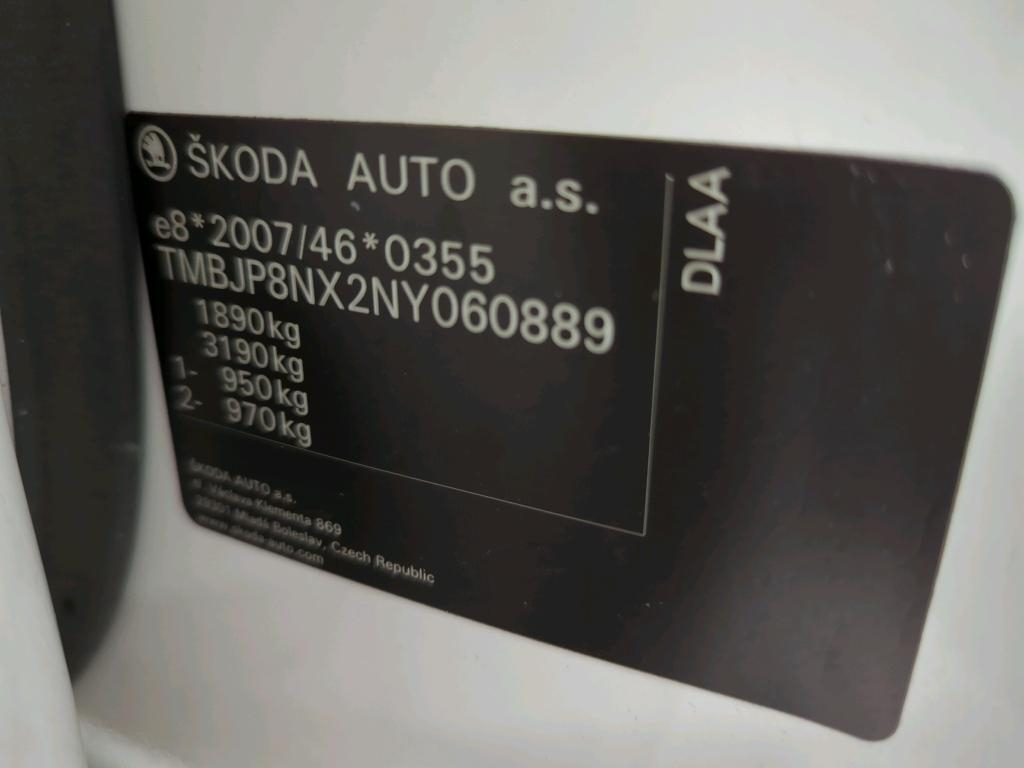 ŠKODA AUTO a.s.
e8*2007/46*0355
TMBJP8NX2NY060889
1890kg
3190kg
1- 950kg
2- 970kg
DLAA
ŠKODA AUTO a.s.
tř. Václava Klementa 869
29301 Mladá Boleslav, Czech Republic
www.skoda-auto.com